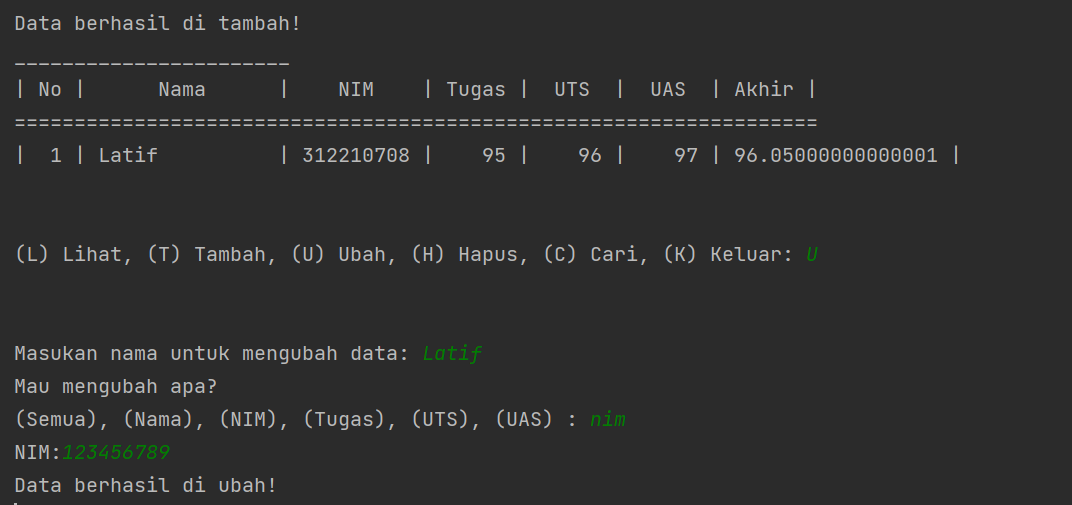 Data berhasil di tambah!
_______________________
| No |      Nama      |    NIM    | Tugas |  UTS  |  UAS  | Akhir |
===================================================================
|  1 | Latif          | 312210708 |    95 |    96 |    97 | 96.05000000000001 |
(L) Lihat, (T) Tambah, (U) Ubah, (H) Hapus, (C) Cari, (K) Keluar: U
Masukan nama untuk mengubah data: Latif
Mau mengubah apa?
(Semua), (Nama), (NIM), (Tugas), (UTS), (UAS) : nim
NIM:123456789
Data berhasil di ubah!